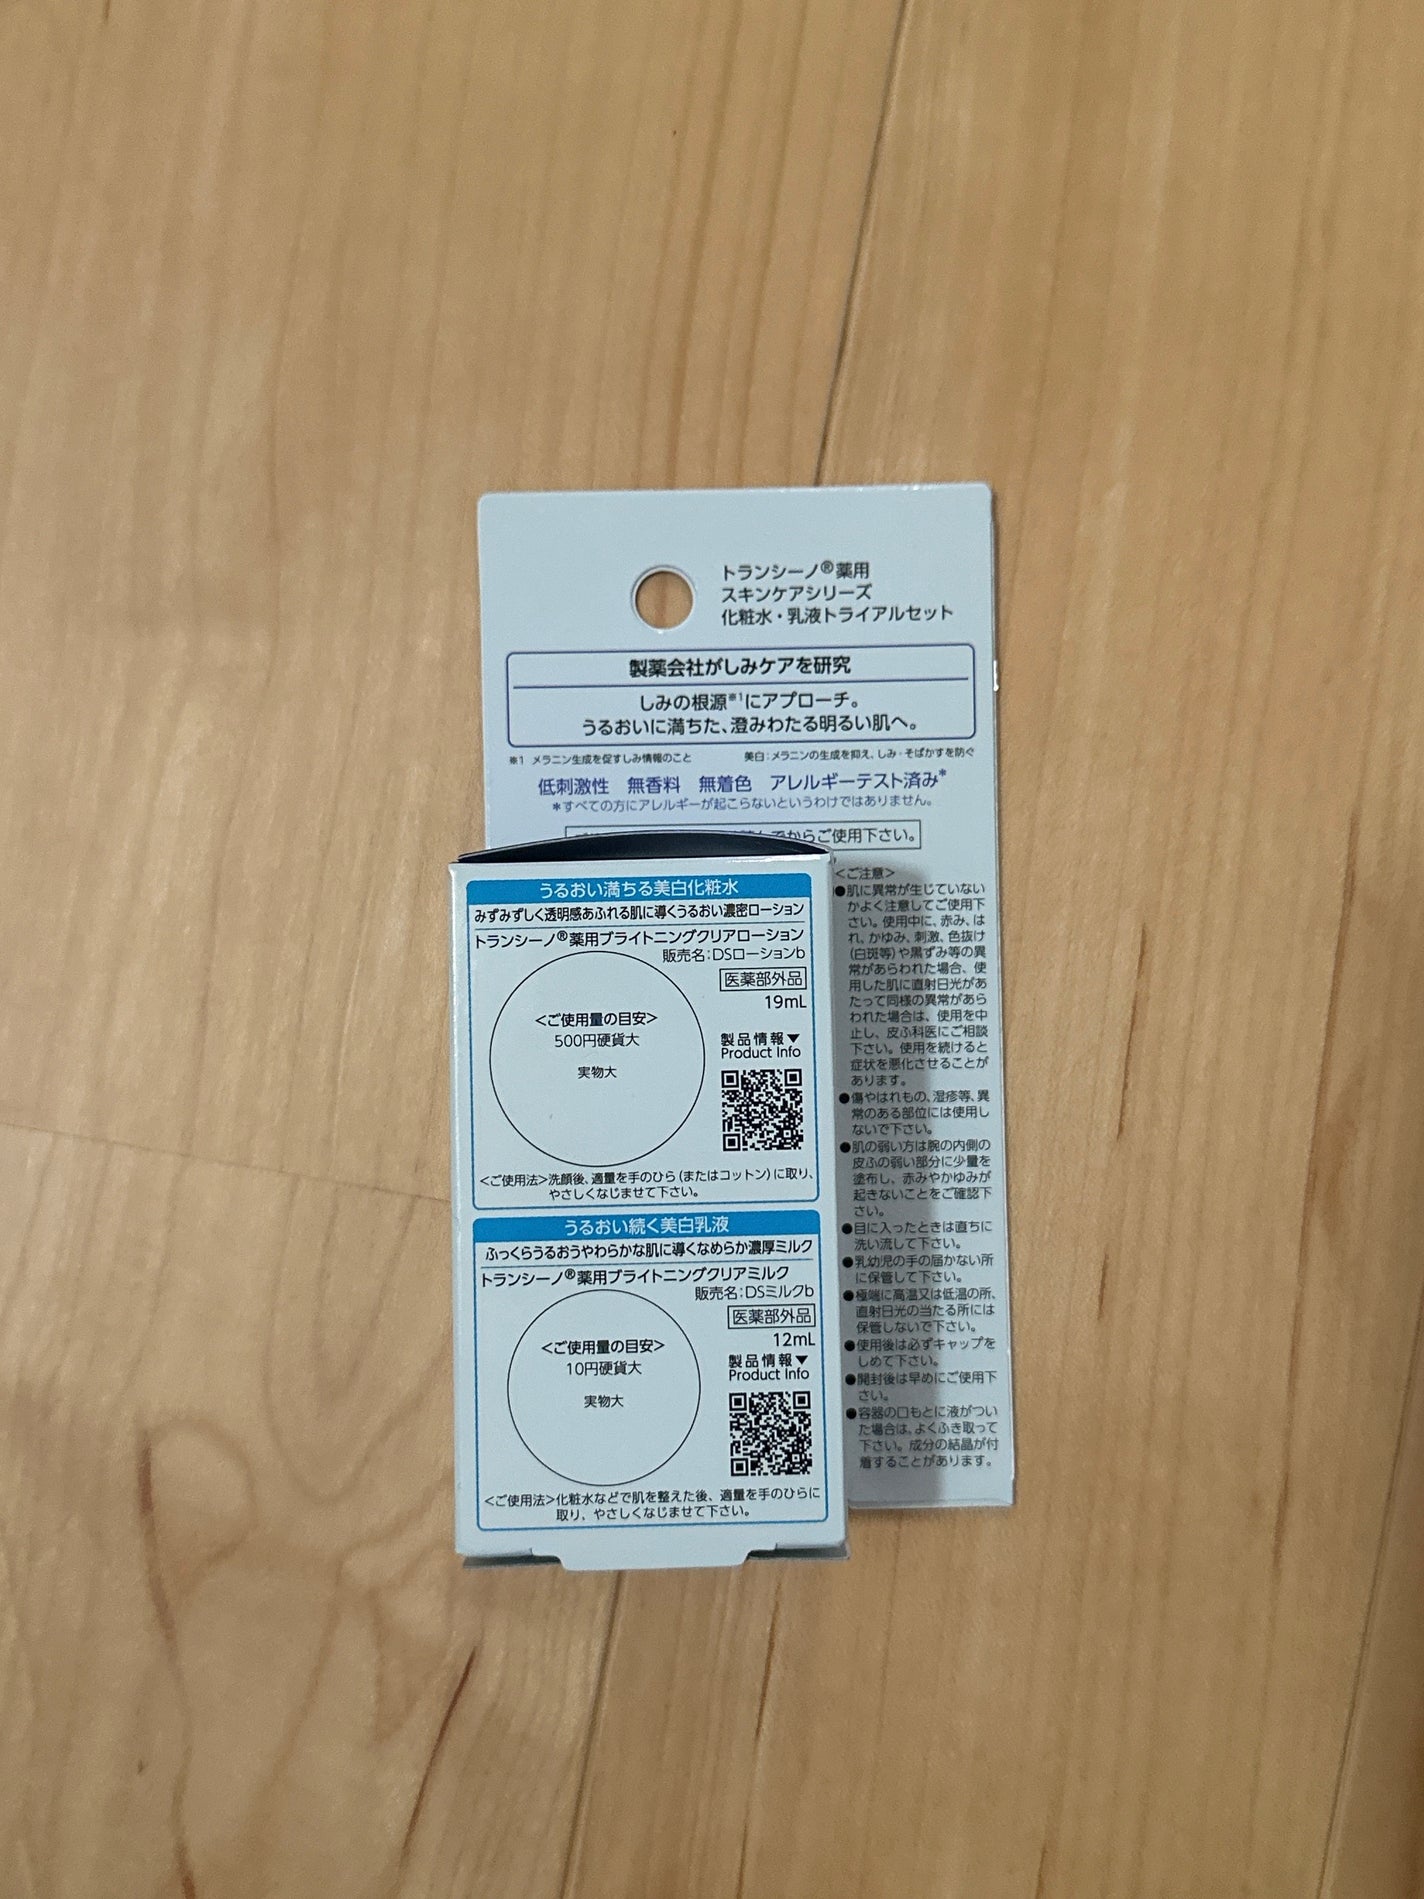 トランシーノ®薬用
スキンケアシリーズ
化粧水・乳液トライアルセット
製薬会社がしみケアを研究
しみの根源※1にアプローチ。
うるおいに満ちた、澄みわたる明るい肌へ。
※1 メラニン生成を促すしみ情報のこと 美白：メラニンの生成を抑え、しみ・そばかすを防ぐ
低刺激性 無香料 無着色 アレルギーテスト済み*
*すべての方にアレルギーが起こらないというわけではありません。
からご使用下さい。
うるおい満ちる美白化粧水
みずみずしく透明感あふれる肌に導くうるおい濃密ローション
トランシーノ®薬用ブライトニングクリアローション
販売名：DSローションb
医薬部外品
19mL
<ご使用量の目安>
500円硬貨大
実物大
製品情報▼
Product Info
<ご使用法>洗顔後、適量を手のひら（またはコットン）に取り、
やさしくなじませて下さい。
うるおい続く美白乳液
ふっくらうるおうやわらかな肌に導くなめらか濃厚ミルク
トランシーノ®薬用ブライトニングクリアミルク
販売名：DSミルクb
医薬部外品
12mL
<ご使用量の目安>
10円硬貨大
実物大
製品情報▼
Product Info
<ご使用法>化粧水などで肌を整えた後、適量を手のひらに
取り、やさしくなじませて下さい。
<ご注意>
●肌に異常が生じていない
かよく注意してご使用下
さい。使用中に、赤み、は
れ、かゆみ、刺激、色抜け
（白斑等）や黒ずみ等の異
常があらわれた場合、使
用した肌に直射日光があ
たって同様の異常があら
われた場合は、使用を中
止し、皮ふ科医にご相談
下さい。使用を続けると
症状を悪化させることが
あります。
●傷やはれもの、湿疹等、異
常のある部位には使用し
ないで下さい。
●肌の弱い方は腕の内側の
皮ふの弱い部分に少量を
塗布し、赤みやかゆみが
起きないことをご確認下
さい。
●目に入ったときは直ちに
洗い流して下さい。
●乳幼児の手の届かない所
に保管して下さい。
●極端に高温又は低温の所、
直射日光の当たる所には
保管しないで下さい。
●使用後は必ずキャップを
しめて下さい。
●開封後は早めにご使用下
さい。
●容器の口もとに液がつい
た場合は、よくふき取って
下さい。成分の結晶が付
着することがあります。